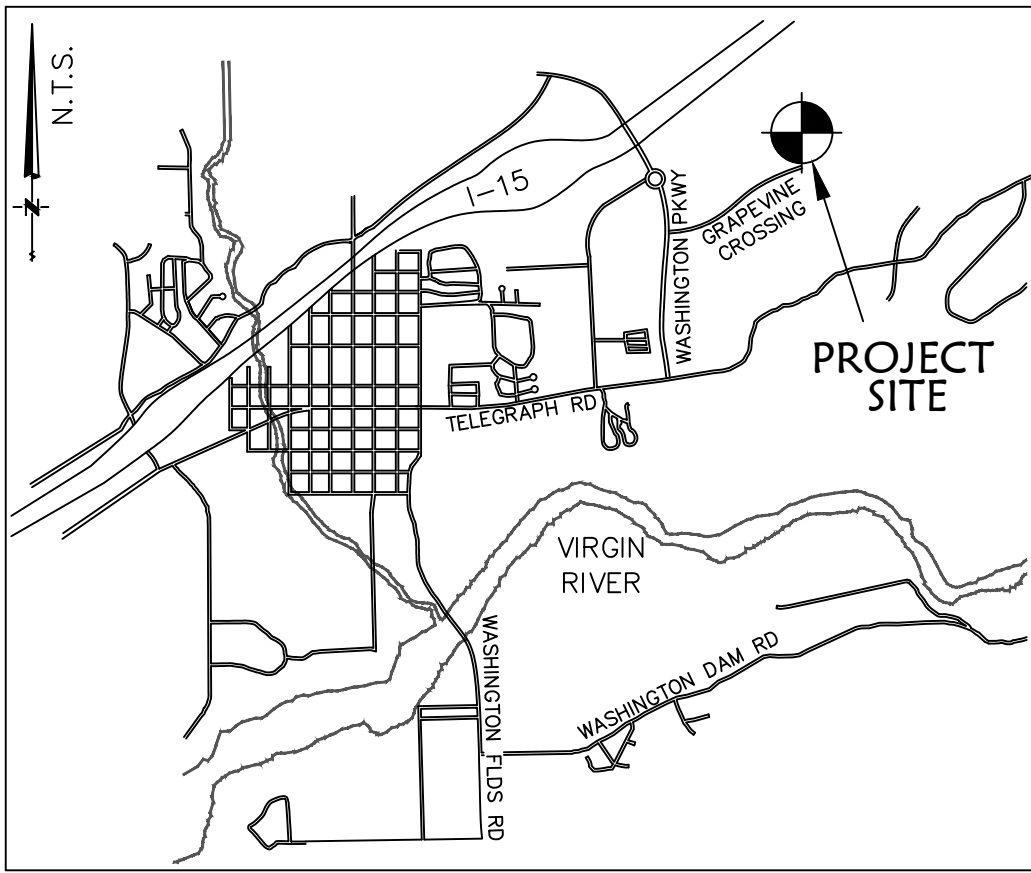 N.T.S.
N
I-15
WASHINGTON PKWY
GRAPEVINE
CROSSING
PROJECT
SITE
TELEGRAPH RD
VIRGIN
RIVER
WASHINGTON FLDS RD
WASHINGTON DAM RD